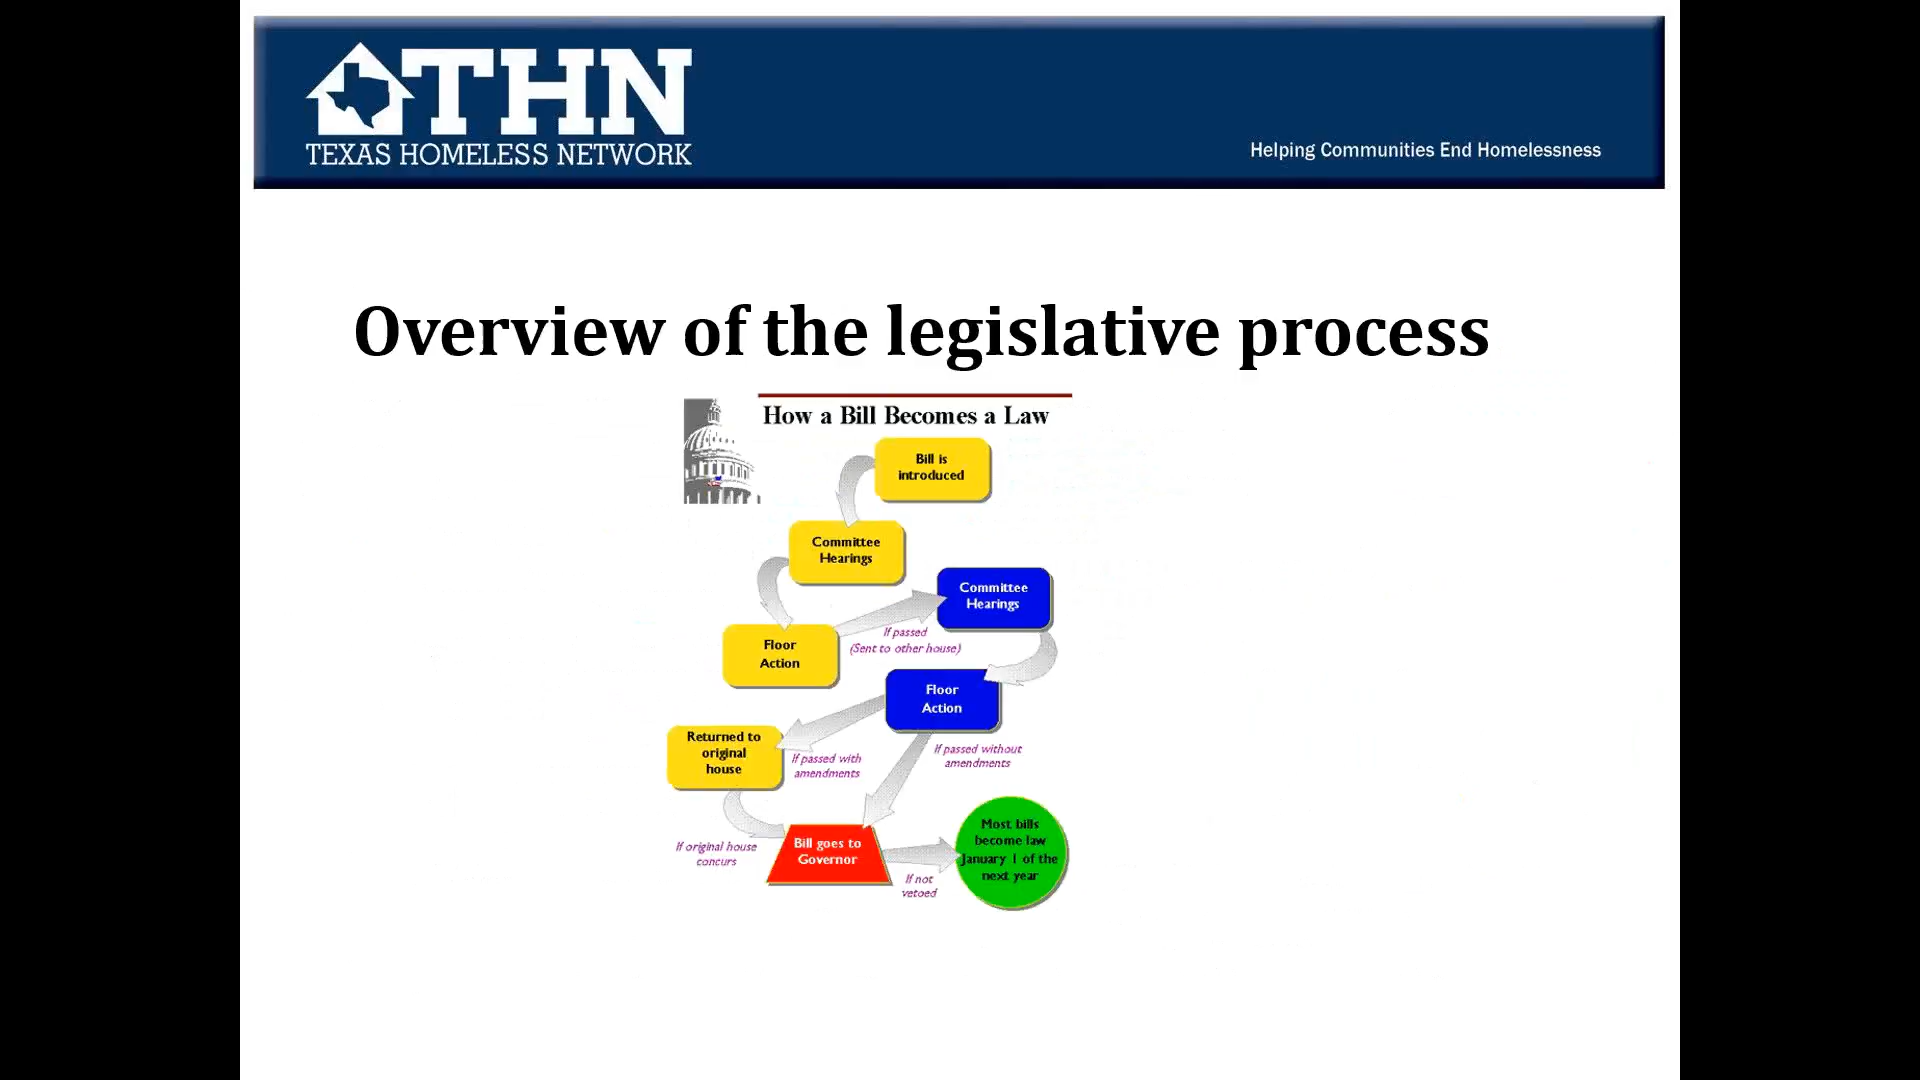 THN
TEXAS HOMELESS NETWORK
Helping Communities End Homelessness
Overview of the legislative process
How a Bill Becomes a Law
Bill is
introduced
Committee
Hearings
Committee
Hearings
Floor
Action
If passed
(Sent to other house)
Floor
Action
Returned to
original
house
If passed with
amendments
If passed without
amendments
If original house
concurs
Bill goes to
Governor
If not
vetoed
Most bills
become law
January 1 of the
next year